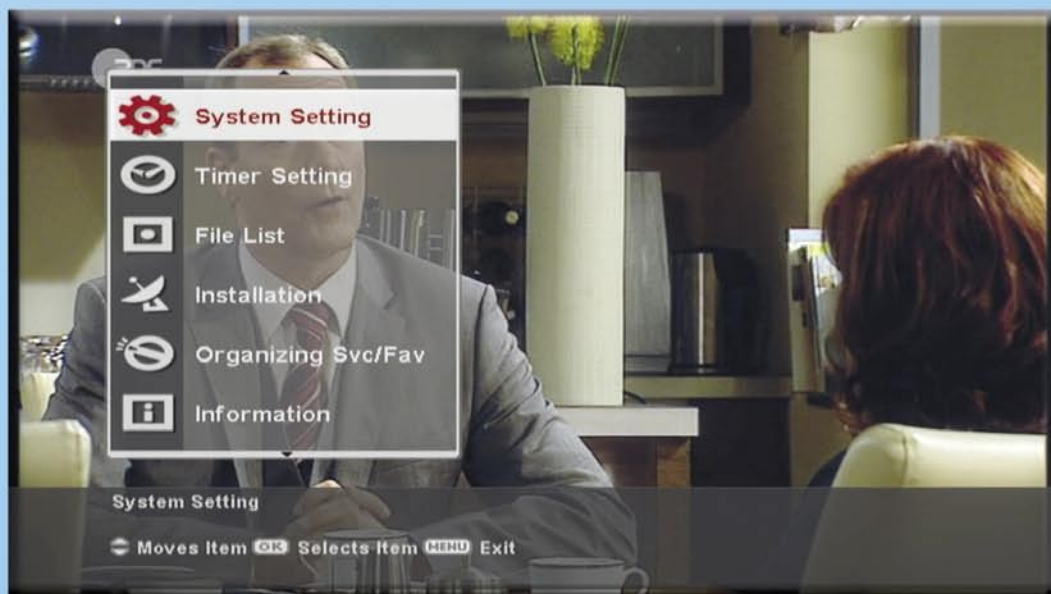 System Setting
Timer Setting
File List
Installation
Organizing Svc/Fav
Information
System Setting
Moves Item OK Selects Item MENU Exit